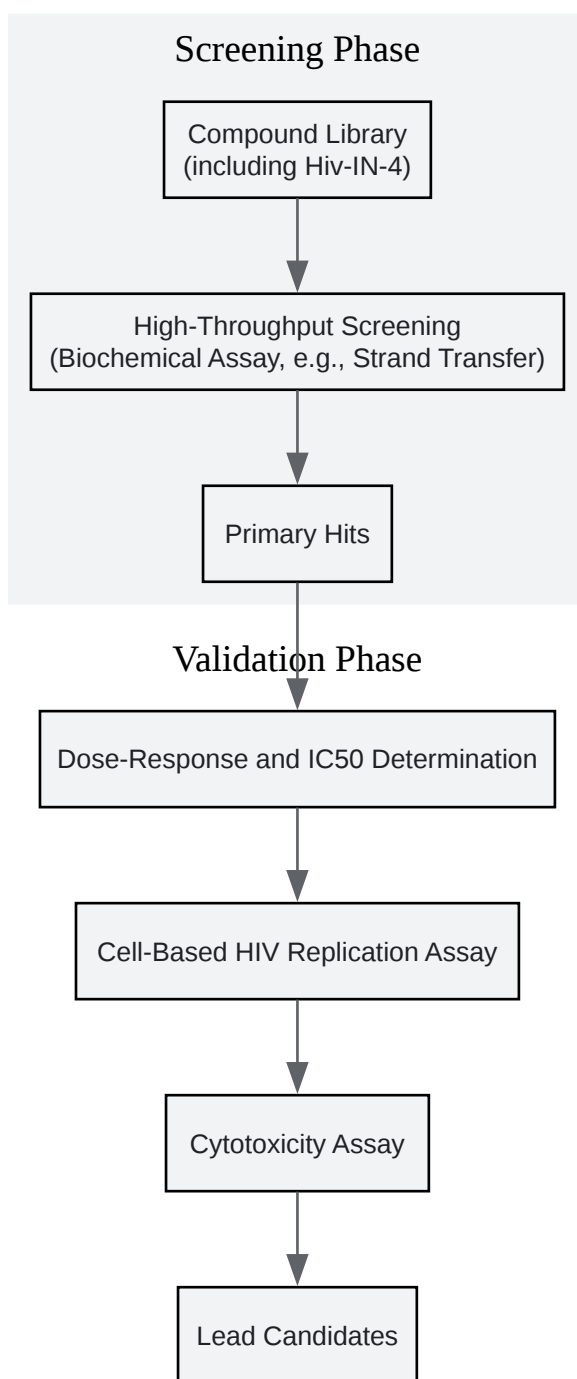 Screening Phase
Compound Library
(including Hiv-IN-4)
High-Throughput Screening
(Biochemical Assay, e.g., Strand Transfer)
Primary Hits
Validation Phase
Dose-Response and IC50 Determination
Cell-Based HIV Replication Assay
Cytotoxicity Assay
Lead Candidates